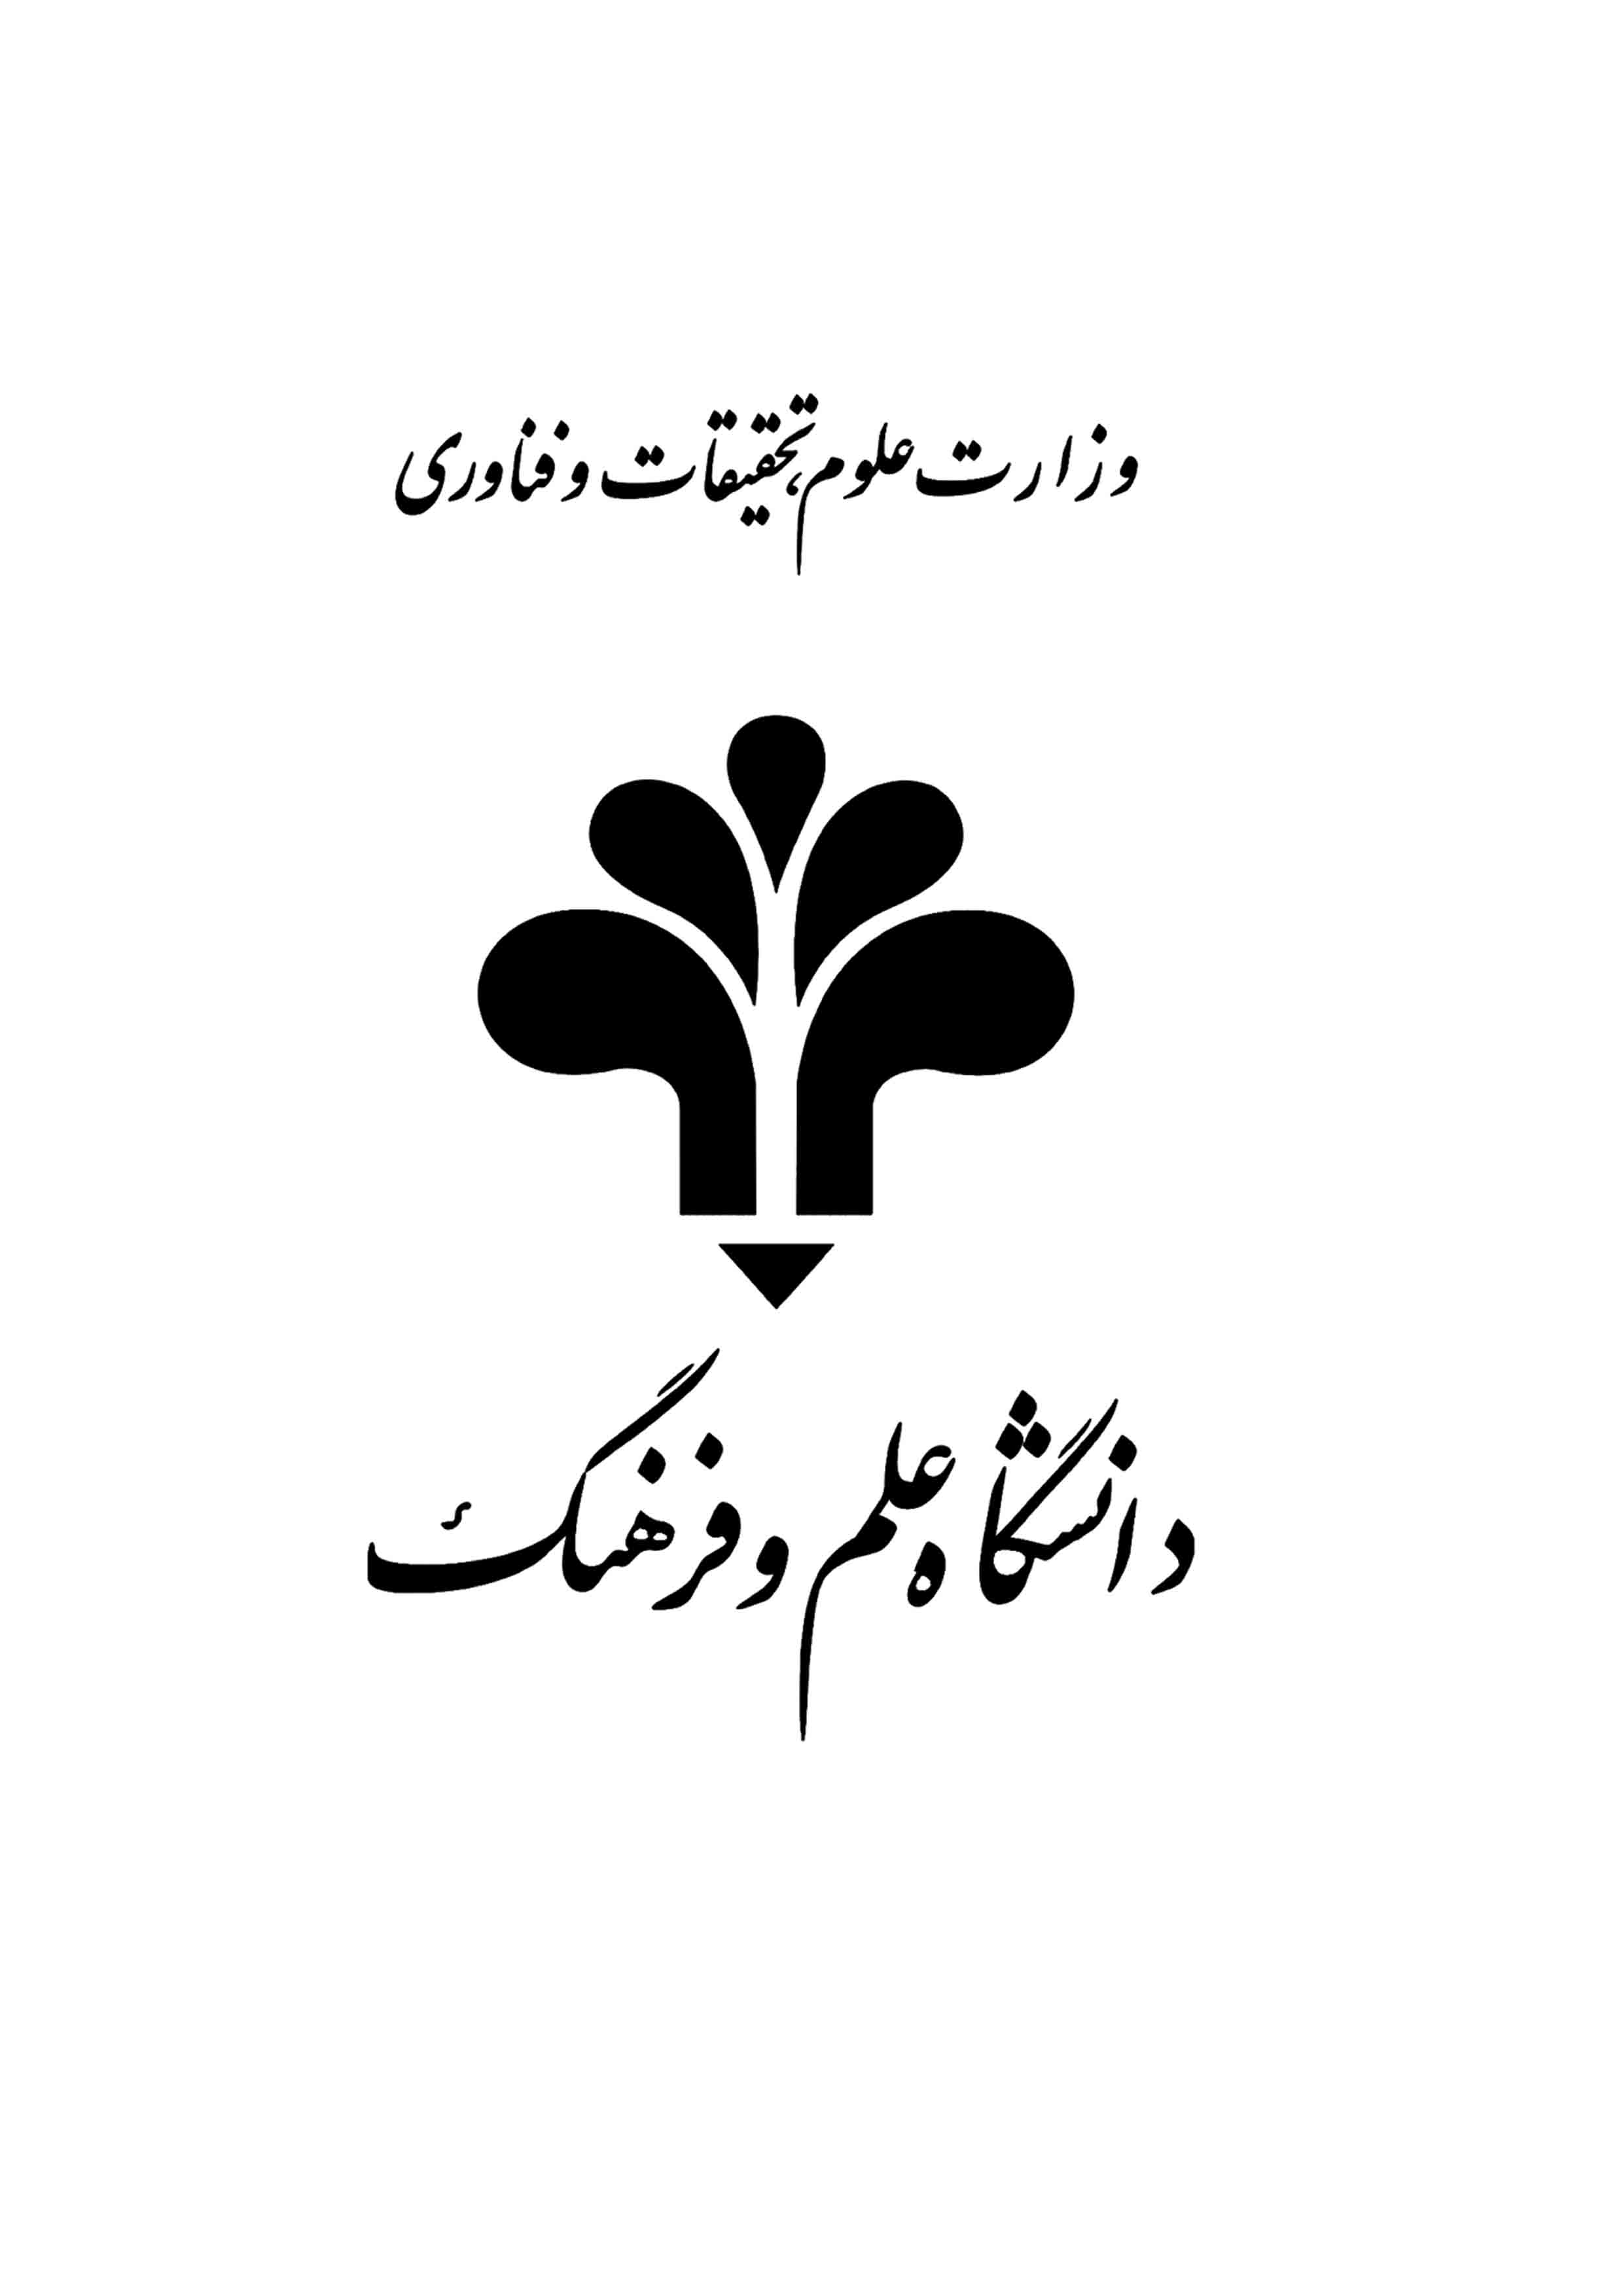 وزارت علوم، تحقیقات و فناوری
دانشگاه علم و فرهنگ